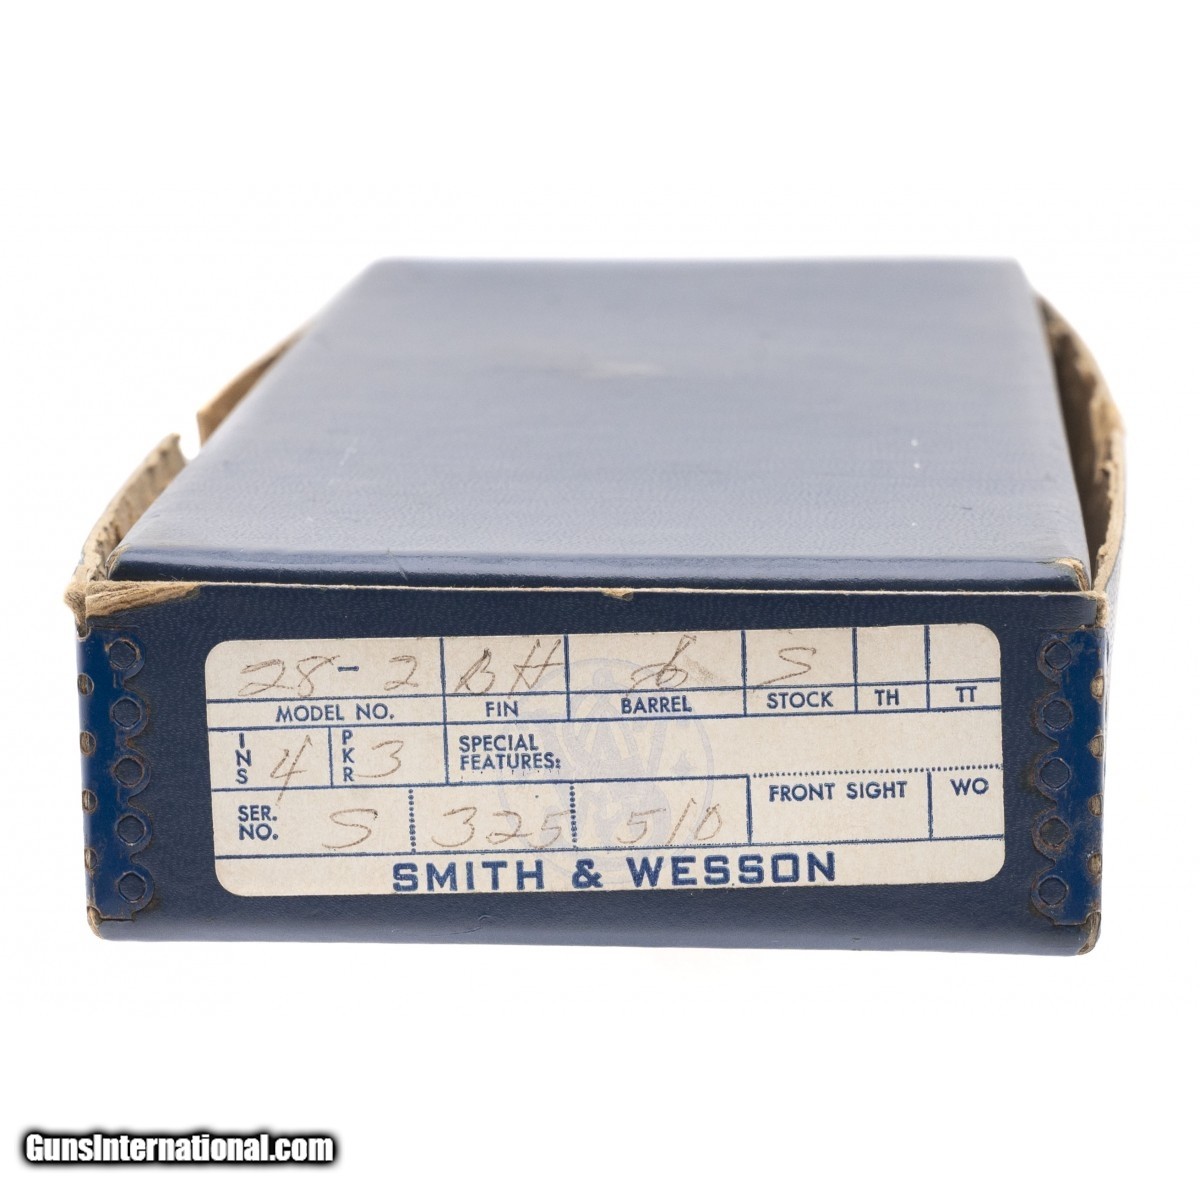 28-2 BH 6 S
MODEL NO. FIN BARREL STOCK TH TT
INS 4 PKR 3 SPECIAL FEATURES:
SER. NO. S 325 510 FRONT SIGHT WO
SMITH & WESSON
GunsInternational.com